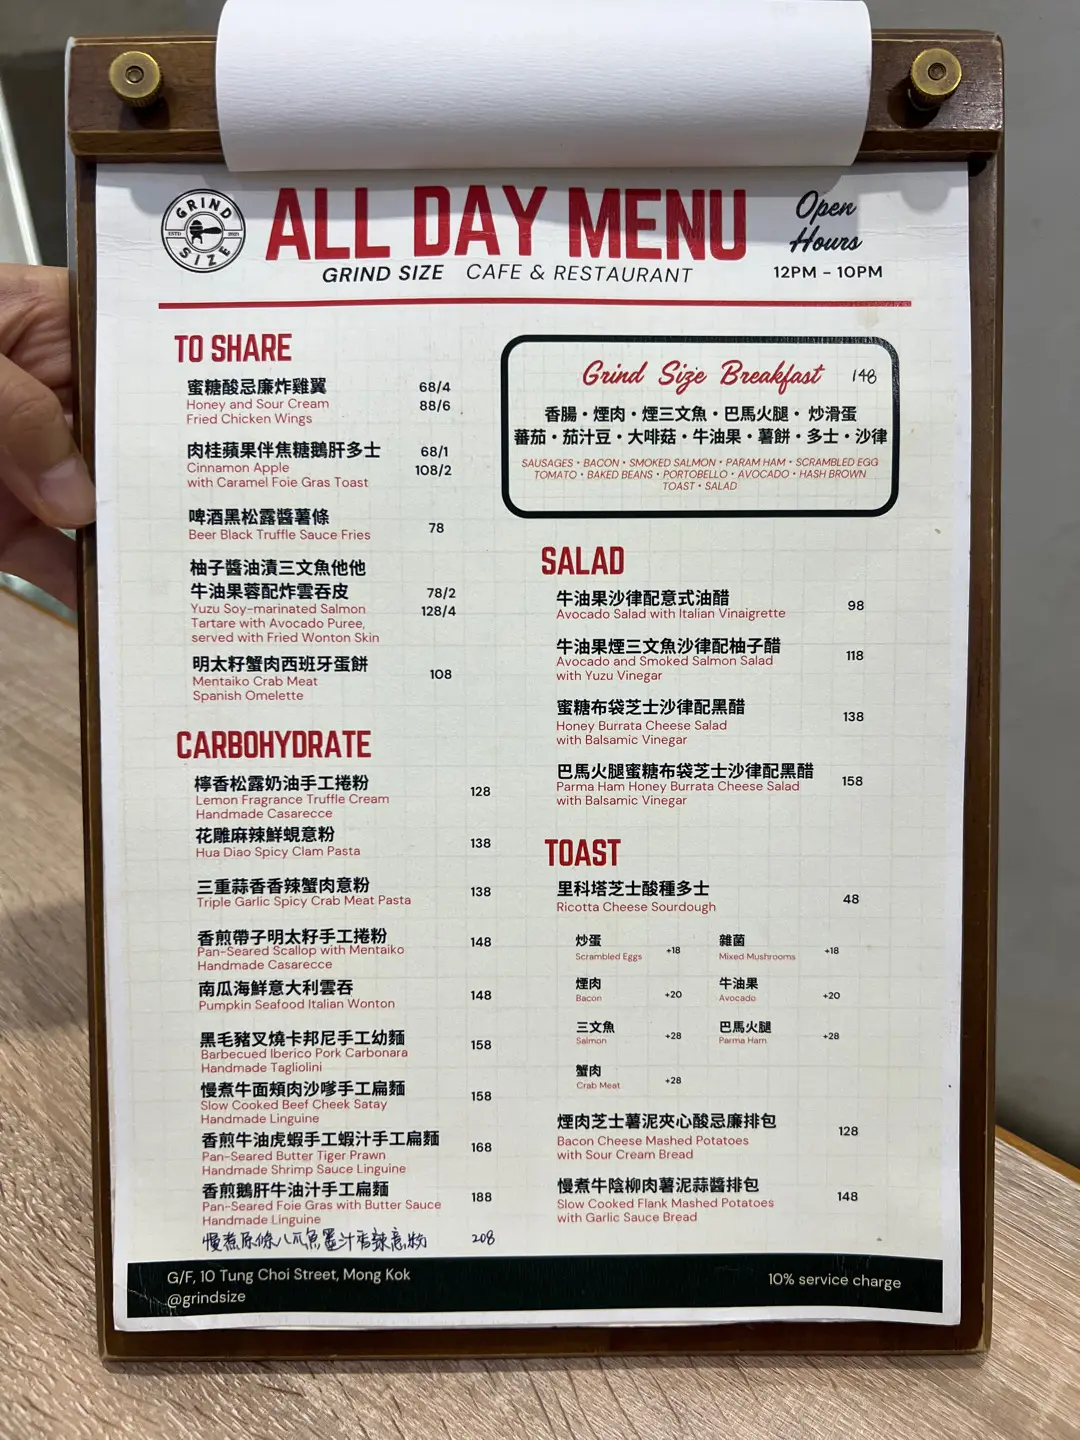 GRIND
ESTD 2021
SIZE
ALL DAY MENU
GRIND SIZE CAFE & RESTAURANT
Open
Hours
12PM – 10PM
TO SHARE
蜜糖酸忌廉炸雞翼 68/4
Honey and Sour Cream 88/6
Fried Chicken Wings
肉桂蘋果伴焦糖鵝肝多士 68/1
Cinnamon Apple 108/2
with Caramel Foie Gras Toast
啤酒黑松露醬薯條
Beer Black Truffle Sauce Fries 78
柚子醬油漬三文魚他他
牛油果蓉配炸雲吞皮 78/2
Yuzu Soy-marinated Salmon 128/4
Tartare with Avocado Puree,
served with Fried Wonton Skin
明太籽蟹肉西班牙蛋餅 108
Mentaiko Crab Meat
Spanish Omelette
CARBOHYDRATE
檸香松露奶油手工捲粉 128
Lemon Fragrance Truffle Cream
Handmade Casarecce
花雕麻辣鮮蜆意粉 138
Hua Diao Spicy Clam Pasta
三重蒜香香辣蟹肉意粉 138
Triple Garlic Spicy Crab Meat Pasta
香煎帶子明太籽手工捲粉 148
Pan-Seared Scallop with Mentaiko
Handmade Casarecce
南瓜海鮮意大利雲吞 148
Pumpkin Seafood Italian Wonton
黑毛豬叉燒卡邦尼手工幼麵 158
Barbecued Iberico Pork Carbonara
Handmade Tagliolini
慢煮牛面頰肉沙嗲手工扁麵 158
Slow Cooked Beef Cheek Satay
Handmade Linguine
香煎牛油虎蝦手工蝦汁手工扁麵 168
Pan-Seared Butter Tiger Prawn
Handmade Shrimp Sauce Linguine
香煎鵝肝牛油汁手工扁麵 188
Pan-Seared Foie Gras with Butter Sauce
Handmade Linguine
慢煮原條八爪魚墨汁香辣意粉 208
Grind Size Breakfast 148
香腸・煙肉・煙三文魚・巴馬火腿・炒滑蛋
蕃茄・茄汁豆・大啡菇・牛油果・薯餅・多士・沙律
SAUSAGES • BACON • SMOKED SALMON • PARAM HAM • SCRAMBLED EGG
TOMATO • BAKED BEANS • PORTOBELLO • AVOCADO • HASH BROWN
TOAST • SALAD
SALAD
牛油果沙律配意式油醋 98
Avocado Salad with Italian Vinaigrette
牛油果煙三文魚沙律配柚子醋 118
Avocado and Smoked Salmon Salad
with Yuzu Vinegar
蜜糖布袋芝士沙律配黑醋 138
Honey Burrata Cheese Salad
with Balsamic Vinegar
巴馬火腿蜜糖布袋芝士沙律配黑醋 158
Parma Ham Honey Burrata Cheese Salad
with Balsamic Vinegar
TOAST
里科塔芝士酸種多士 48
Ricotta Cheese Sourdough
炒蛋 +18 雜菌 +18
Scrambled Eggs Mixed Mushrooms
煙肉 +20 牛油果 +20
Bacon Avocado
三文魚 +28 巴馬火腿 +28
Salmon Parma Ham
蟹肉 +28
Crab Meat
煙肉芝士薯泥夾心酸忌廉排包 128
Bacon Cheese Mashed Potatoes
with Sour Cream Bread
慢煮牛陰柳肉薯泥蒜醬排包 148
Slow Cooked Flank Mashed Potatoes
with Garlic Sauce Bread
G/F, 10 Tung Choi Street, Mong Kok
@grindsize
10% service charge